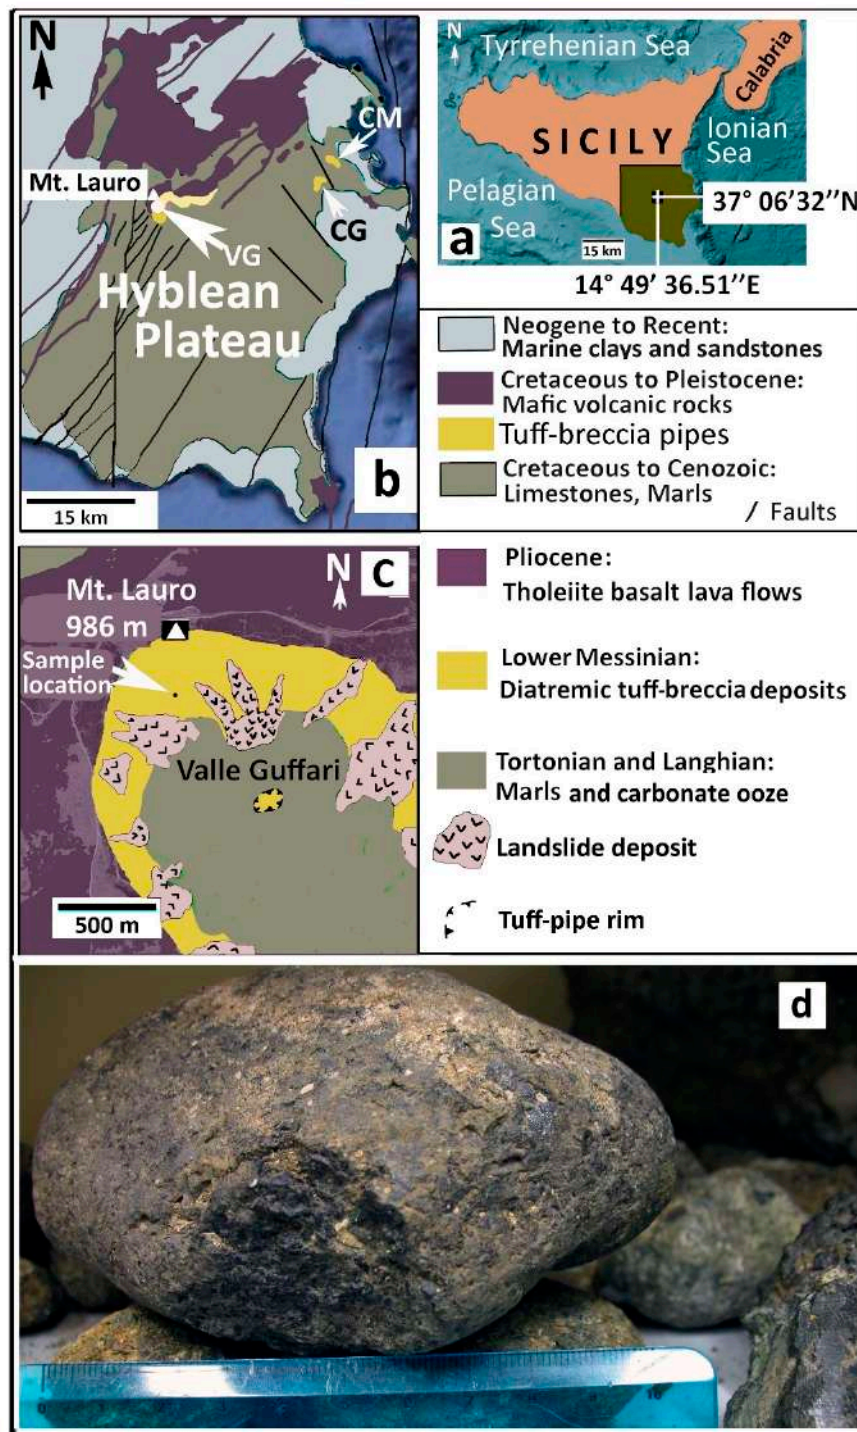 N
CM
Mt. Lauro
CG
VG
Hyblean
Plateau
b
15 km
N
Tyrrehenian Sea
Calabria
SICILY
Ionian
Sea
Pelagian
Sea
37° 06’32’’N
a
15 km
14° 49’ 36.51’’E
Neogene to Recent:
Marine clays and sandstones
Cretaceous to Pleistocene:
Mafic volcanic rocks
Tuff-breccia pipes
Cretaceous to Cenozoic:
Limestones, Marls
/ Faults
C
N
Mt. Lauro
986 m
Sample
location
Valle Guffari
500 m
Pliocene:
Tholeiite basalt lava flows
Lower Messinian:
Diatremic tuff-breccia deposits
Tortonian and Langhian:
Marls and carbonate ooze
Landslide deposit
Tuff-pipe rim
d
0 10